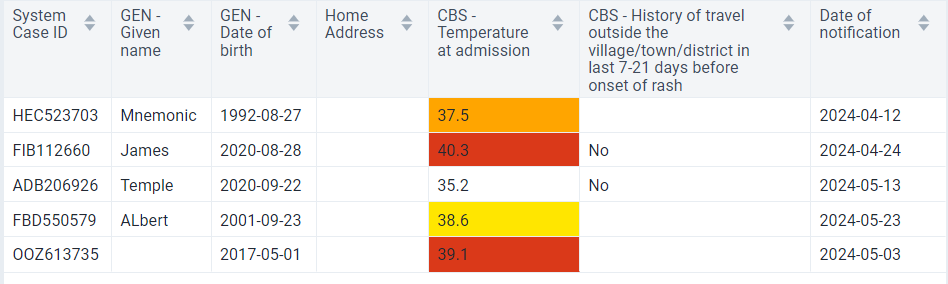 System Case ID GEN - Given name GEN - Date of birth Home Address CBS - Temperature at admission CBS - History of travel outside the village/town/district in last 7-21 days before onset of rash Date of notification
HEC523703 Mnemonic 1992-08-27 37.5 2024-04-12
FIB112660 James 2020-08-28 40.3 No 2024-04-24
ADB206926 Temple 2020-09-22 35.2 No 2024-05-13
FBD550579 ALbert 2001-09-23 38.6 2024-05-23
OOZ613735 2017-05-01 39.1 2024-05-03